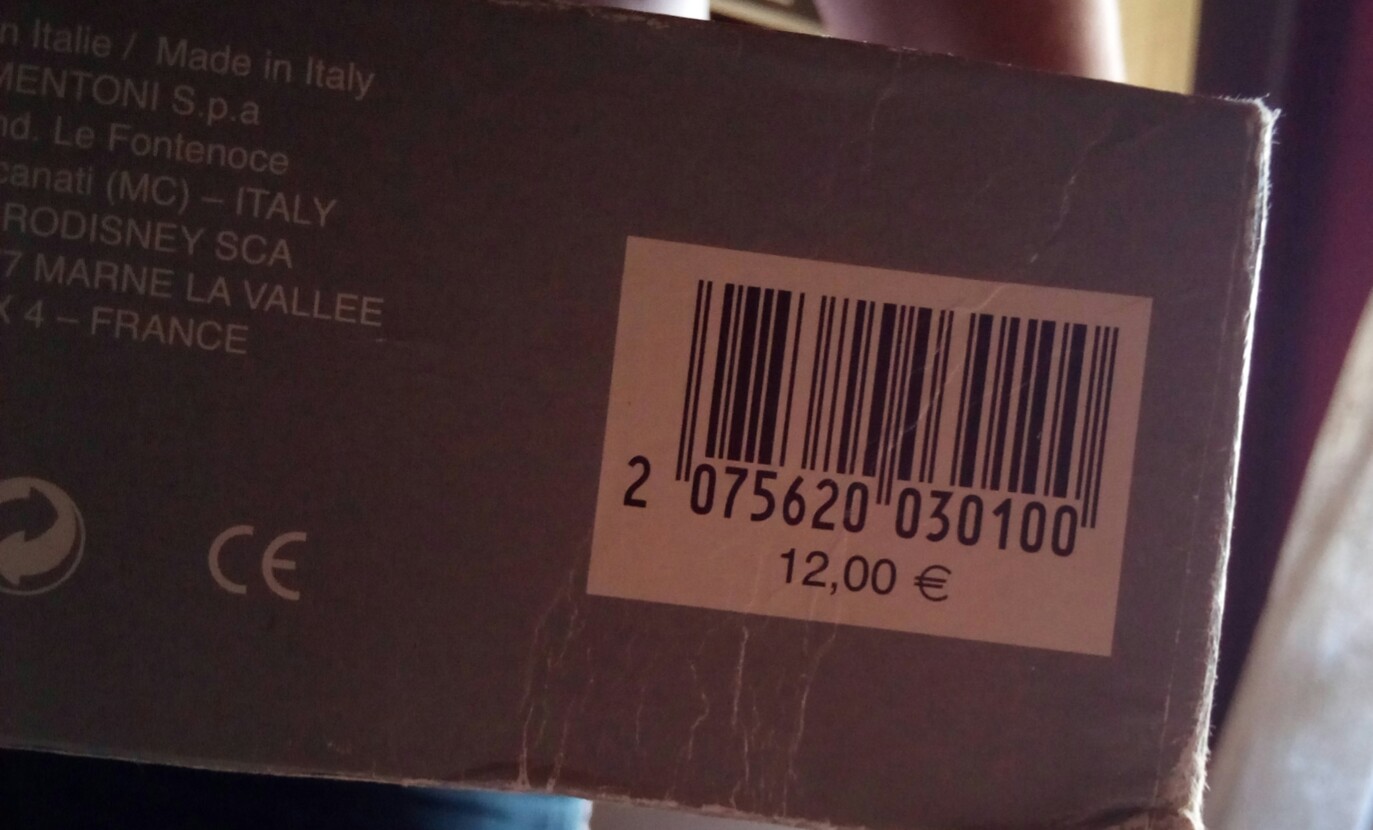 n Italie / Made in Italy
MENTONI S.p.a
nd. Le Fontenoce
canati (MC) – ITALY
RODISNEY SCA
7 MARNE LA VALLEE
X 4 – FRANCE
CE
2 075620 030100
12,00 €